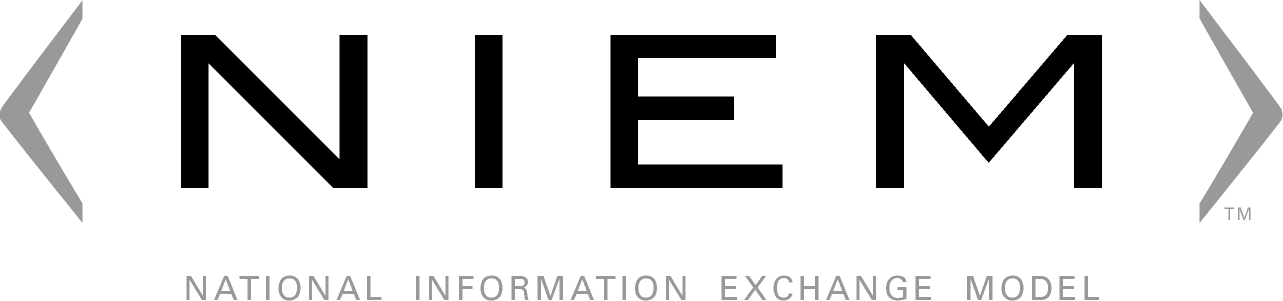 NIEM
TM
NATIONAL INFORMATION EXCHANGE MODEL